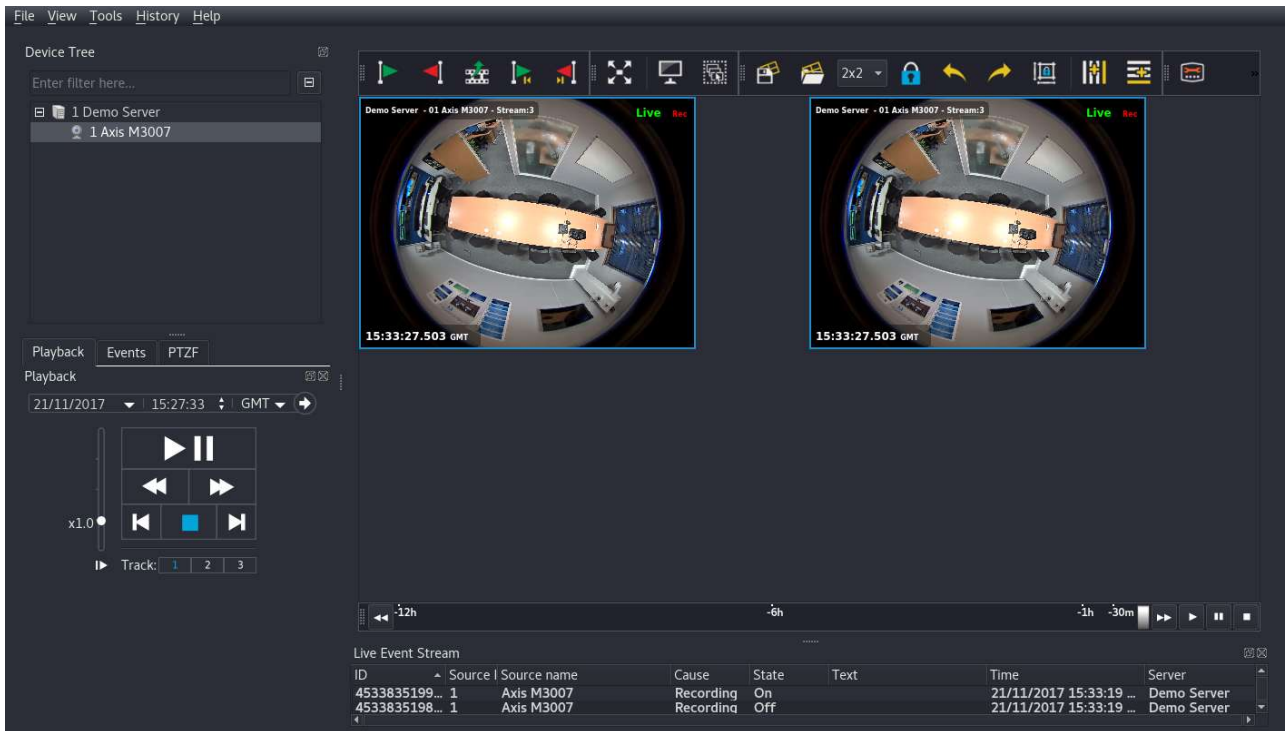 File View Tools History Help
Device Tree
Enter filter here...
1 Demo Server
1 Axis M3007
2x2
Demo Server - 01 Axis M3007 - Stream:3 Live Rec
15:33:27.503 GMT
Demo Server - 01 Axis M3007 - Stream:3 Live Rec
15:33:27.503 GMT
Playback Events PTZF
Playback
21/11/2017 15:27:33 GMT
x1.0
Track: 1 2 3
-12h -6h -1h -30m
Live Event Stream
ID Source I Source name Cause State Text Time Server
4533835199... 1 Axis M3007 Recording On 21/11/2017 15:33:19 ... Demo Server
4533835198... 1 Axis M3007 Recording Off 21/11/2017 15:33:19 ... Demo Server